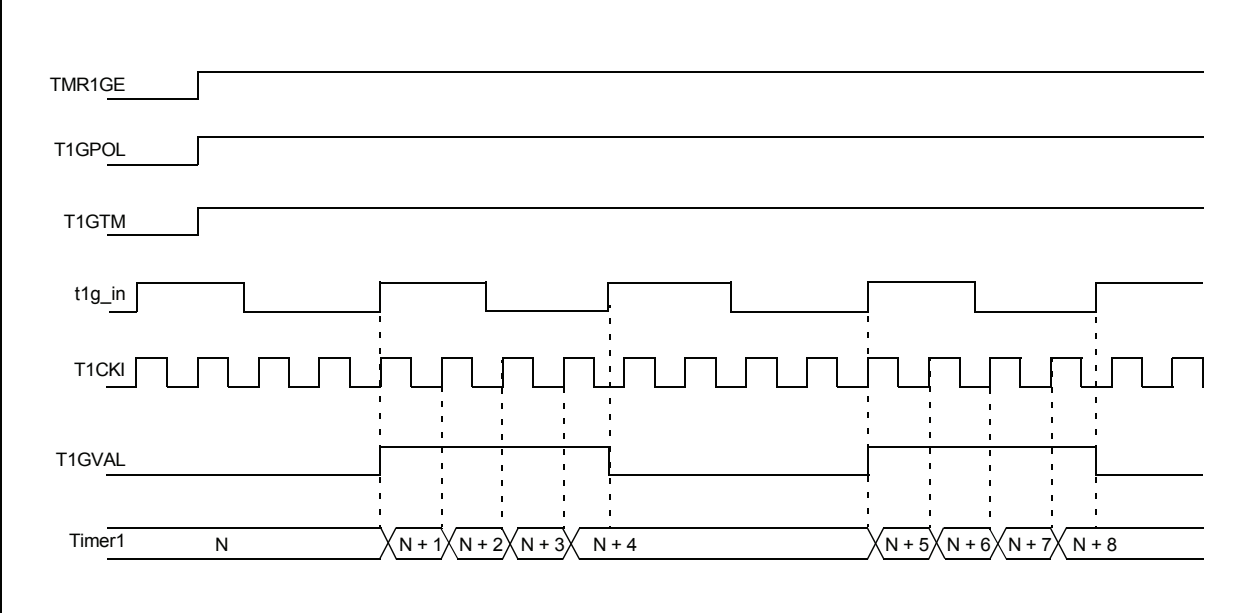 TMR1GE
T1GPOL
T1GTM
t1g_in
T1CKI
T1GVAL
Timer1 N N + 1 N + 2 N + 3 N + 4 N + 5 N + 6 N + 7 N + 8